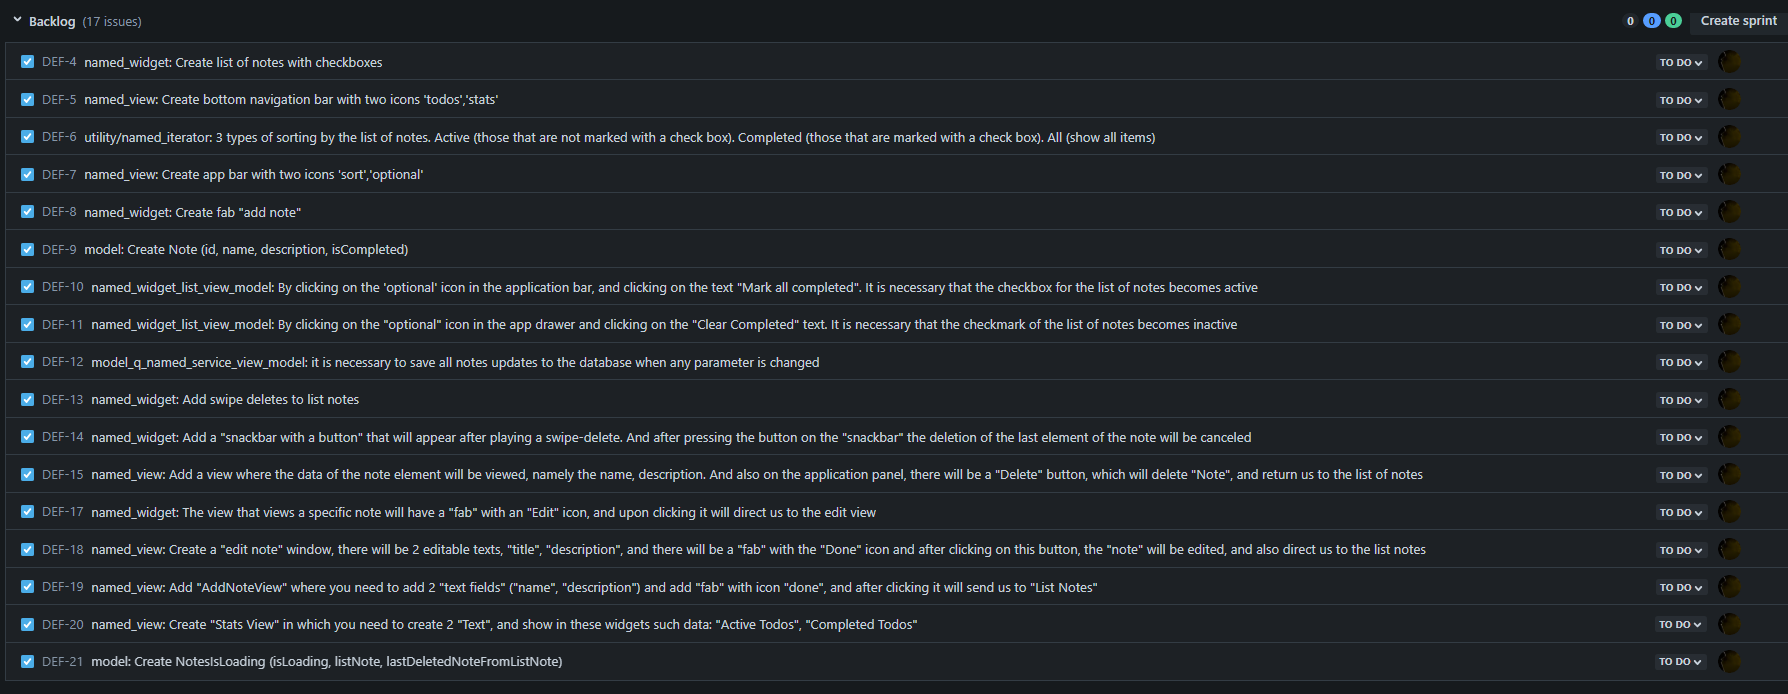 Backlog (17 issues) 0 0 0 Create sprint
DEF-4 named_widget: Create list of notes with checkboxes TO DO
DEF-5 named_view: Create bottom navigation bar with two icons 'todos','stats' TO DO
DEF-6 utility/named_iterator: 3 types of sorting by the list of notes. Active (those that are not marked with a check box). Completed (those that are marked with a check box). All (show all items) TO DO
DEF-7 named_view: Create app bar with two icons 'sort','optional' TO DO
DEF-8 named_widget: Create fab "add note" TO DO
DEF-9 model: Create Note (id, name, description, isCompleted) TO DO
DEF-10 named_widget_list_view_model: By clicking on the 'optional' icon in the application bar, and clicking on the text "Mark all completed". It is necessary that the checkbox for the list of notes becomes active TO DO
DEF-11 named_widget_list_view_model: By clicking on the "optional" icon in the app drawer and clicking on the "Clear Completed" text. It is necessary that the checkmark of the list of notes becomes inactive TO DO
DEF-12 model_q_named_service_view_model: it is necessary to save all notes updates to the database when any parameter is changed TO DO
DEF-13 named_widget: Add swipe deletes to list notes TO DO
DEF-14 named_widget: Add a "snackbar with a button" that will appear after playing a swipe-delete. And after pressing the button on the "snackbar" the deletion of the last element of the note will be canceled TO DO
DEF-15 named_view: Add a view where the data of the note element will be viewed, namely the name, description. And also on the application panel, there will be a "Delete" button, which will delete "Note", and return us to the list of notes TO DO
DEF-17 named_widget: The view that views a specific note will have a "fab" with an "Edit" icon, and upon clicking it will direct us to the edit view TO DO
DEF-18 named_view: Create a "edit note" window, there will be 2 editable texts, "title", "description", and there will be a "fab" with the "Done" icon and after clicking on this button, the "note" will be edited, and also direct us to the list notes TO DO
DEF-19 named_view: Add "AddNoteView" where you need to add 2 "text fields" ("name", "description") and add "fab" with icon "done", and after clicking it will send us to "List Notes" TO DO
DEF-20 named_view: Create "Stats View" in which you need to create 2 "Text", and show in these widgets such data: "Active Todos", "Completed Todos" TO DO
DEF-21 model: Create NotesIsLoading (isLoading, listNote, lastDeletedNoteFromListNote) TO DO